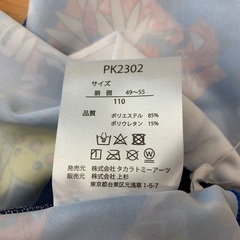 PK2302
サイズ
胴囲 49〜55
110
品質
ポリエステル 85%
ポリウレタン 15%
発売元 株式会社 タカラトミーアーツ
販売元 株式会社 上杉
東京都台東区元浅草1-5-7